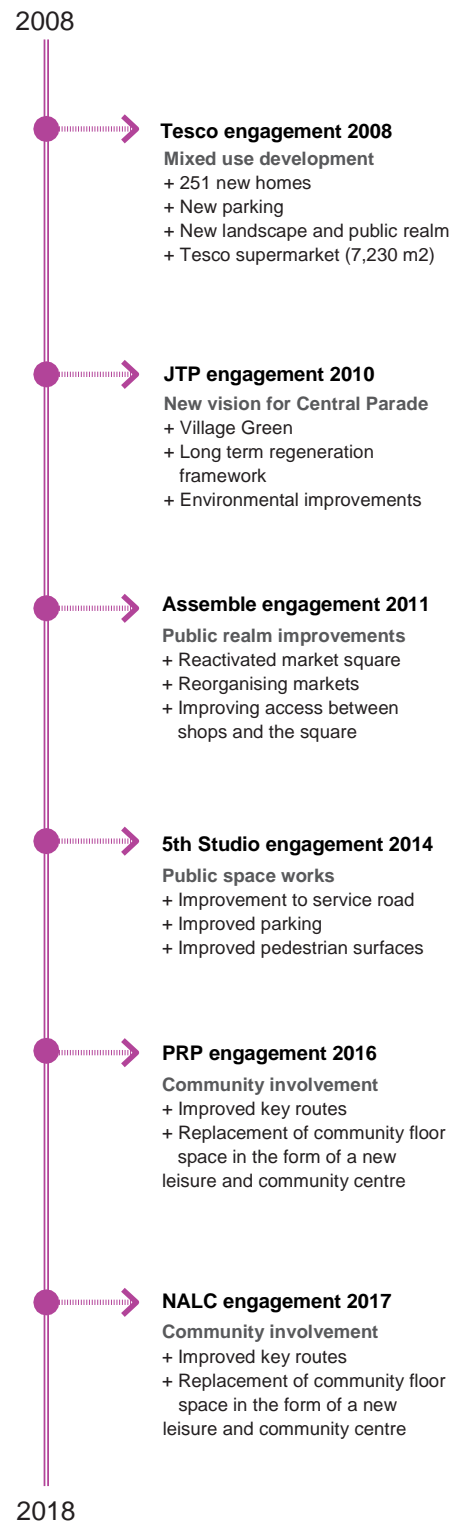 2008
Tesco engagement 2008
Mixed use development
+ 251 new homes
+ New parking
+ New landscape and public realm
+ Tesco supermarket (7,230 m2)
JTP engagement 2010
New vision for Central Parade
+ Village Green
+ Long term regeneration
framework
+ Environmental improvements
Assemble engagement 2011
Public realm improvements
+ Reactivated market square
+ Reorganising markets
+ Improving access between
shops and the square
5th Studio engagement 2014
Public space works
+ Improvement to service road
+ Improved parking
+ Improved pedestrian surfaces
PRP engagement 2016
Community involvement
+ Improved key routes
+ Replacement of community floor
space in the form of a new
leisure and community centre
NALC engagement 2017
Community involvement
+ Improved key routes
+ Replacement of community floor
space in the form of a new
leisure and community centre
2018